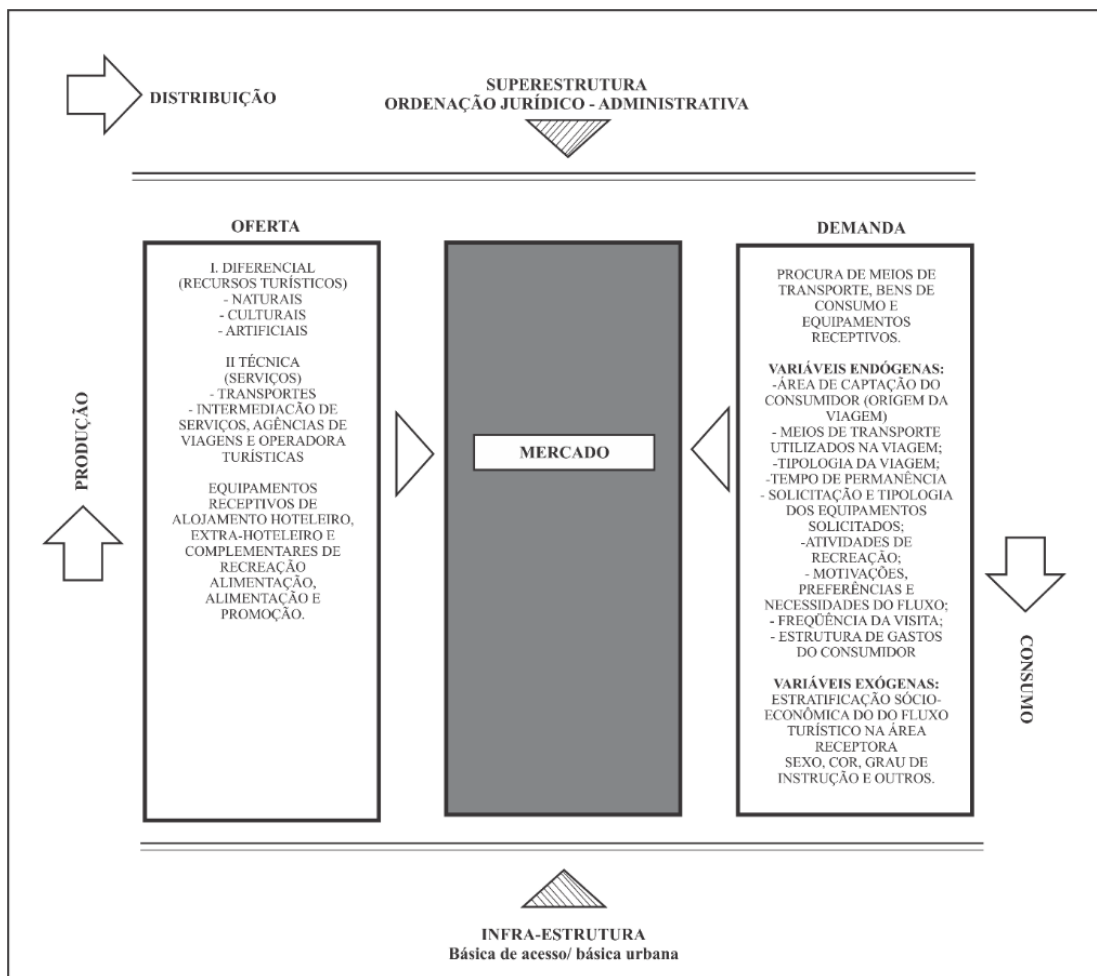 DISTRIBUIÇÃO
SUPERESTRUTURA
ORDENAÇÃO JURÍDICO - ADMINISTRATIVA
OFERTA
I. DIFERENCIAL
(RECURSOS TURÍSTICOS)
- NATURAIS
- CULTURAIS
- ARTIFICIAIS
II TÉCNICA
(SERVIÇOS)
- TRANSPORTES
- INTERMEDIACÃO DE
SERVIÇOS, AGÊNCIAS DE
VIAGENS E OPERADORA
TURÍSTICAS
EQUIPAMENTOS
RECEPTIVOS DE
ALOJAMENTO HOTELEIRO,
EXTRA-HOTELEIRO E
COMPLEMENTARES DE
RECREAÇÃO
ALIMENTAÇÃO,
ALIMENTAÇÃO E
PROMOÇÃO.
PRODUÇÃO
MERCADO
DEMANDA
PROCURA DE MEIOS DE
TRANSPORTE, BENS DE
CONSUMO E
EQUIPAMENTOS
RECEPTIVOS.
VARIÁVEIS ENDÓGENAS:
-ÁREA DE CAPTAÇÃO DO
CONSUMIDOR (ORIGEM DA
VIAGEM)
- MEIOS DE TRANSPORTE
UTILIZADOS NA VIAGEM;
-TIPOLOGIA DA VIAGEM;
-TEMPO DE PERMANÊNCIA
- SOLICITAÇÃO E TIPOLOGIA
DOS EQUIPAMENTOS
SOLICITADOS;
-ATIVIDADES DE
RECREAÇÃO;
- MOTIVAÇÕES,
PREFERÊNCIAS E
NECESSIDADES DO FLUXO;
- FREQÜÊNCIA DA VISITA;
- ESTRUTURA DE GASTOS
DO CONSUMIDOR
VARIÁVEIS EXÓGENAS:
ESTRATIFICAÇÃO SÓCIO-
ECONÔMICA DO DO FLUXO
TURÍSTICO NA ÁREA
RECEPTORA
SEXO, COR, GRAU DE
INSTRUÇÃO E OUTROS.
CONSUMO
INFRA-ESTRUTURA
Básica de acesso/ básica urbana